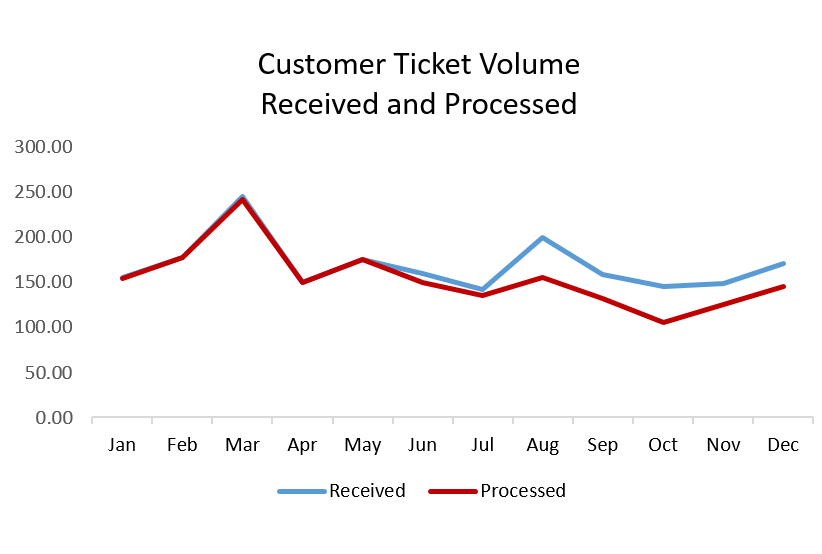 Customer Ticket Volume
Received and Processed
300.00
250.00
200.00
150.00
100.00
50.00
0.00
Jan Feb Mar Apr May Jun Jul Aug Sep Oct Nov Dec
Received Processed